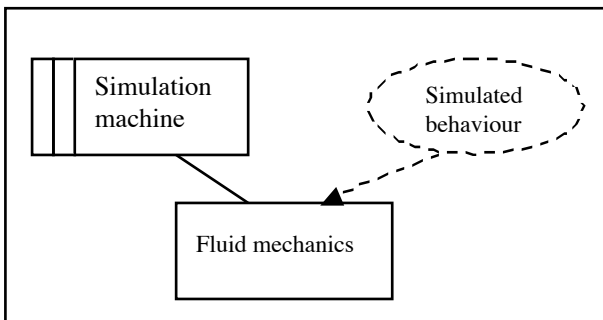 Simulation
machine
Simulated
behaviour
Fluid mechanics